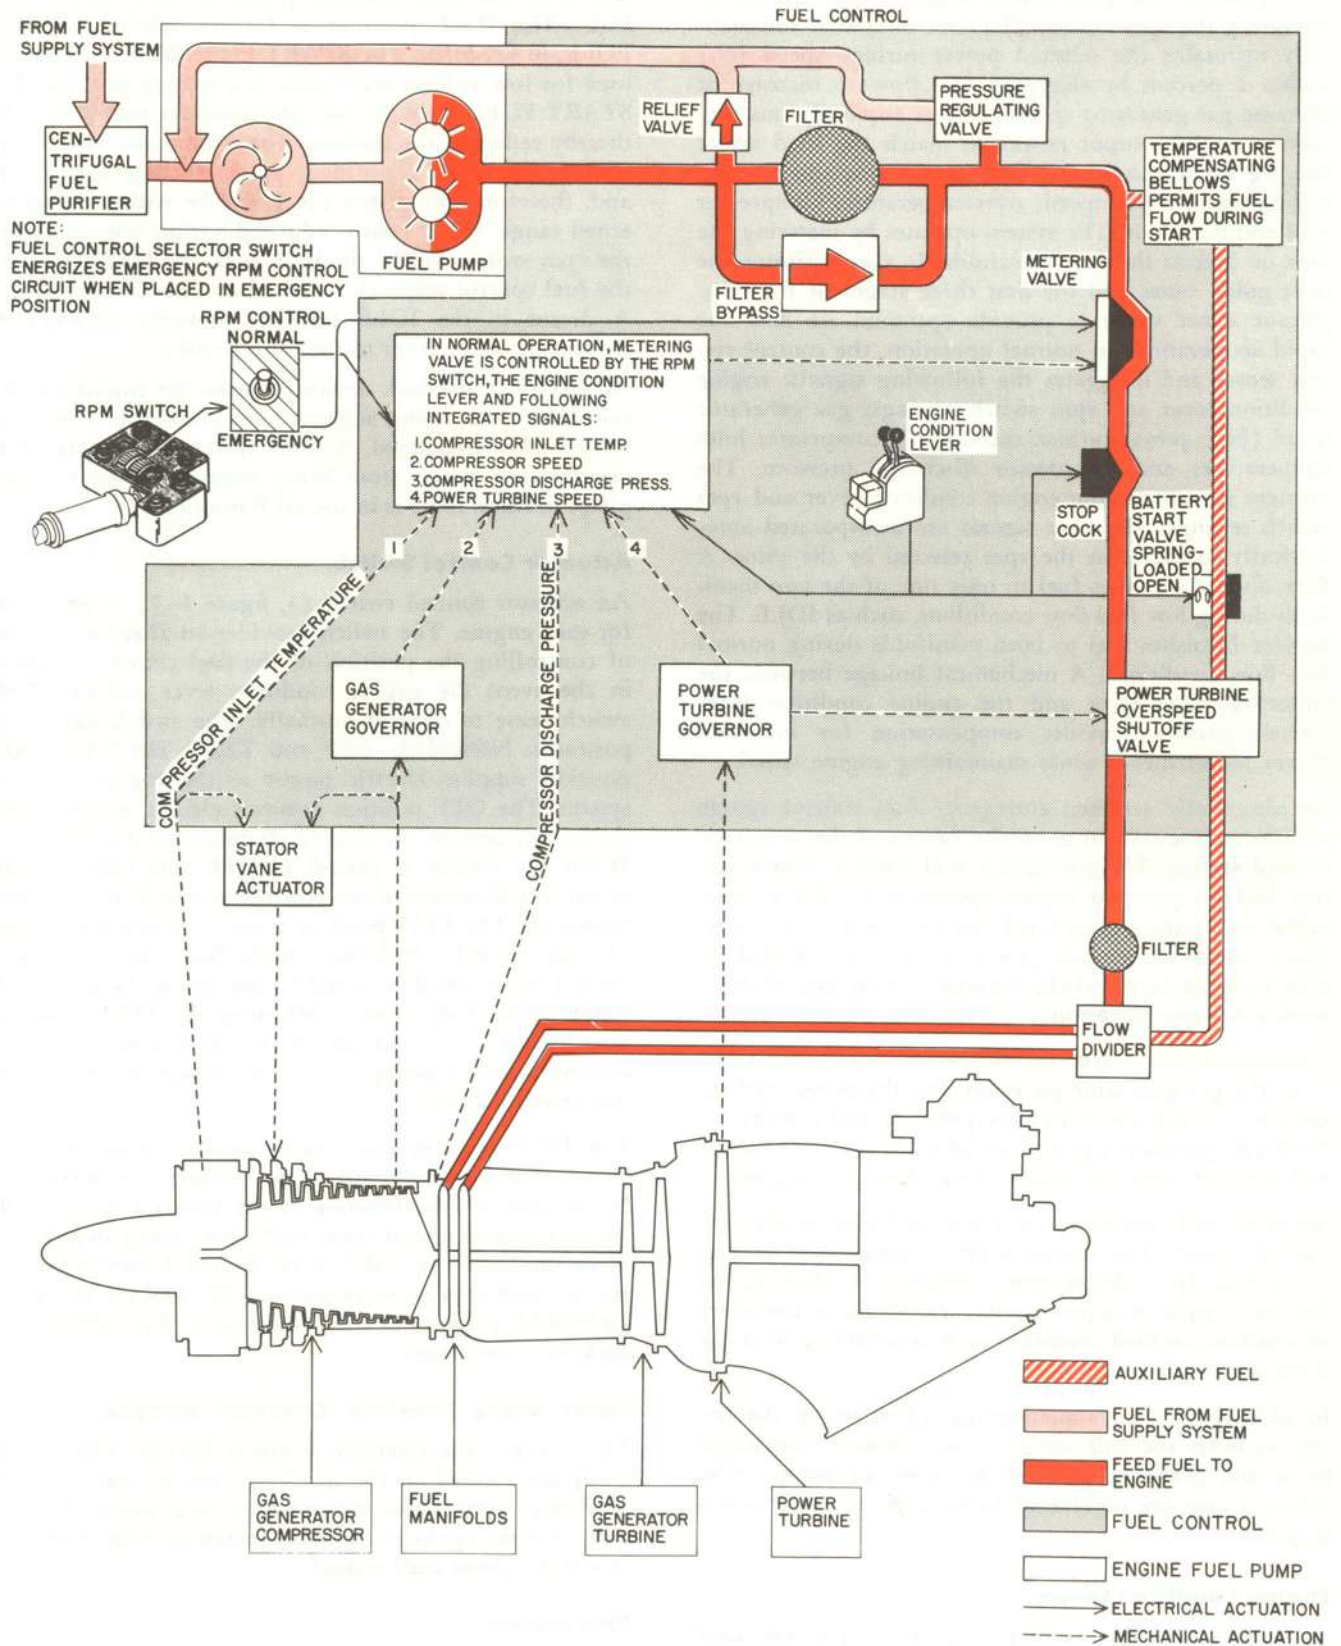 FUEL CONTROL
FROM FUEL
SUPPLY SYSTEM
CEN-
TRIFUGAL
FUEL
PURIFIER
FUEL PUMP
RELIEF
VALVE
FILTER
FILTER
BYPASS
PRESSURE
REGULATING
VALVE
TEMPERATURE
COMPENSATING
BELLOWS
PERMITS FUEL
FLOW DURING
START
METERING
VALVE
NOTE:
FUEL CONTROL SELECTOR SWITCH
ENERGIZES EMERGENCY RPM CONTROL
CIRCUIT WHEN PLACED IN EMERGENCY
POSITION
RPM CONTROL
NORMAL
EMERGENCY
RPM SWITCH
IN NORMAL OPERATION, METERING
VALVE IS CONTROLLED BY THE RPM
SWITCH, THE ENGINE CONDITION
LEVER AND FOLLOWING
INTEGRATED SIGNALS:
1. COMPRESSOR INLET TEMP.
2. COMPRESSOR SPEED
3. COMPRESSOR DISCHARGE PRESS.
4. POWER TURBINE SPEED
ENGINE
CONDITION
LEVER
STOP
COCK
BATTERY
START
VALVE
SPRING-
LOADED
OPEN
1
2
3
4
COMPRESSOR INLET TEMPERATURE
COMPRESSOR DISCHARGE PRESSURE
GAS
GENERATOR
GOVERNOR
POWER
TURBINE
GOVERNOR
POWER TURBINE
OVERSPEED
SHUTOFF
VALVE
STATOR
VANE
ACTUATOR
FILTER
FLOW
DIVIDER
GAS
GENERATOR
COMPRESSOR
FUEL
MANIFOLDS
GAS
GENERATOR
TURBINE
POWER
TURBINE
AUXILIARY FUEL
FUEL FROM FUEL
SUPPLY SYSTEM
FEED FUEL TO
ENGINE
FUEL CONTROL
ENGINE FUEL PUMP
ELECTRICAL ACTUATION
MECHANICAL ACTUATION